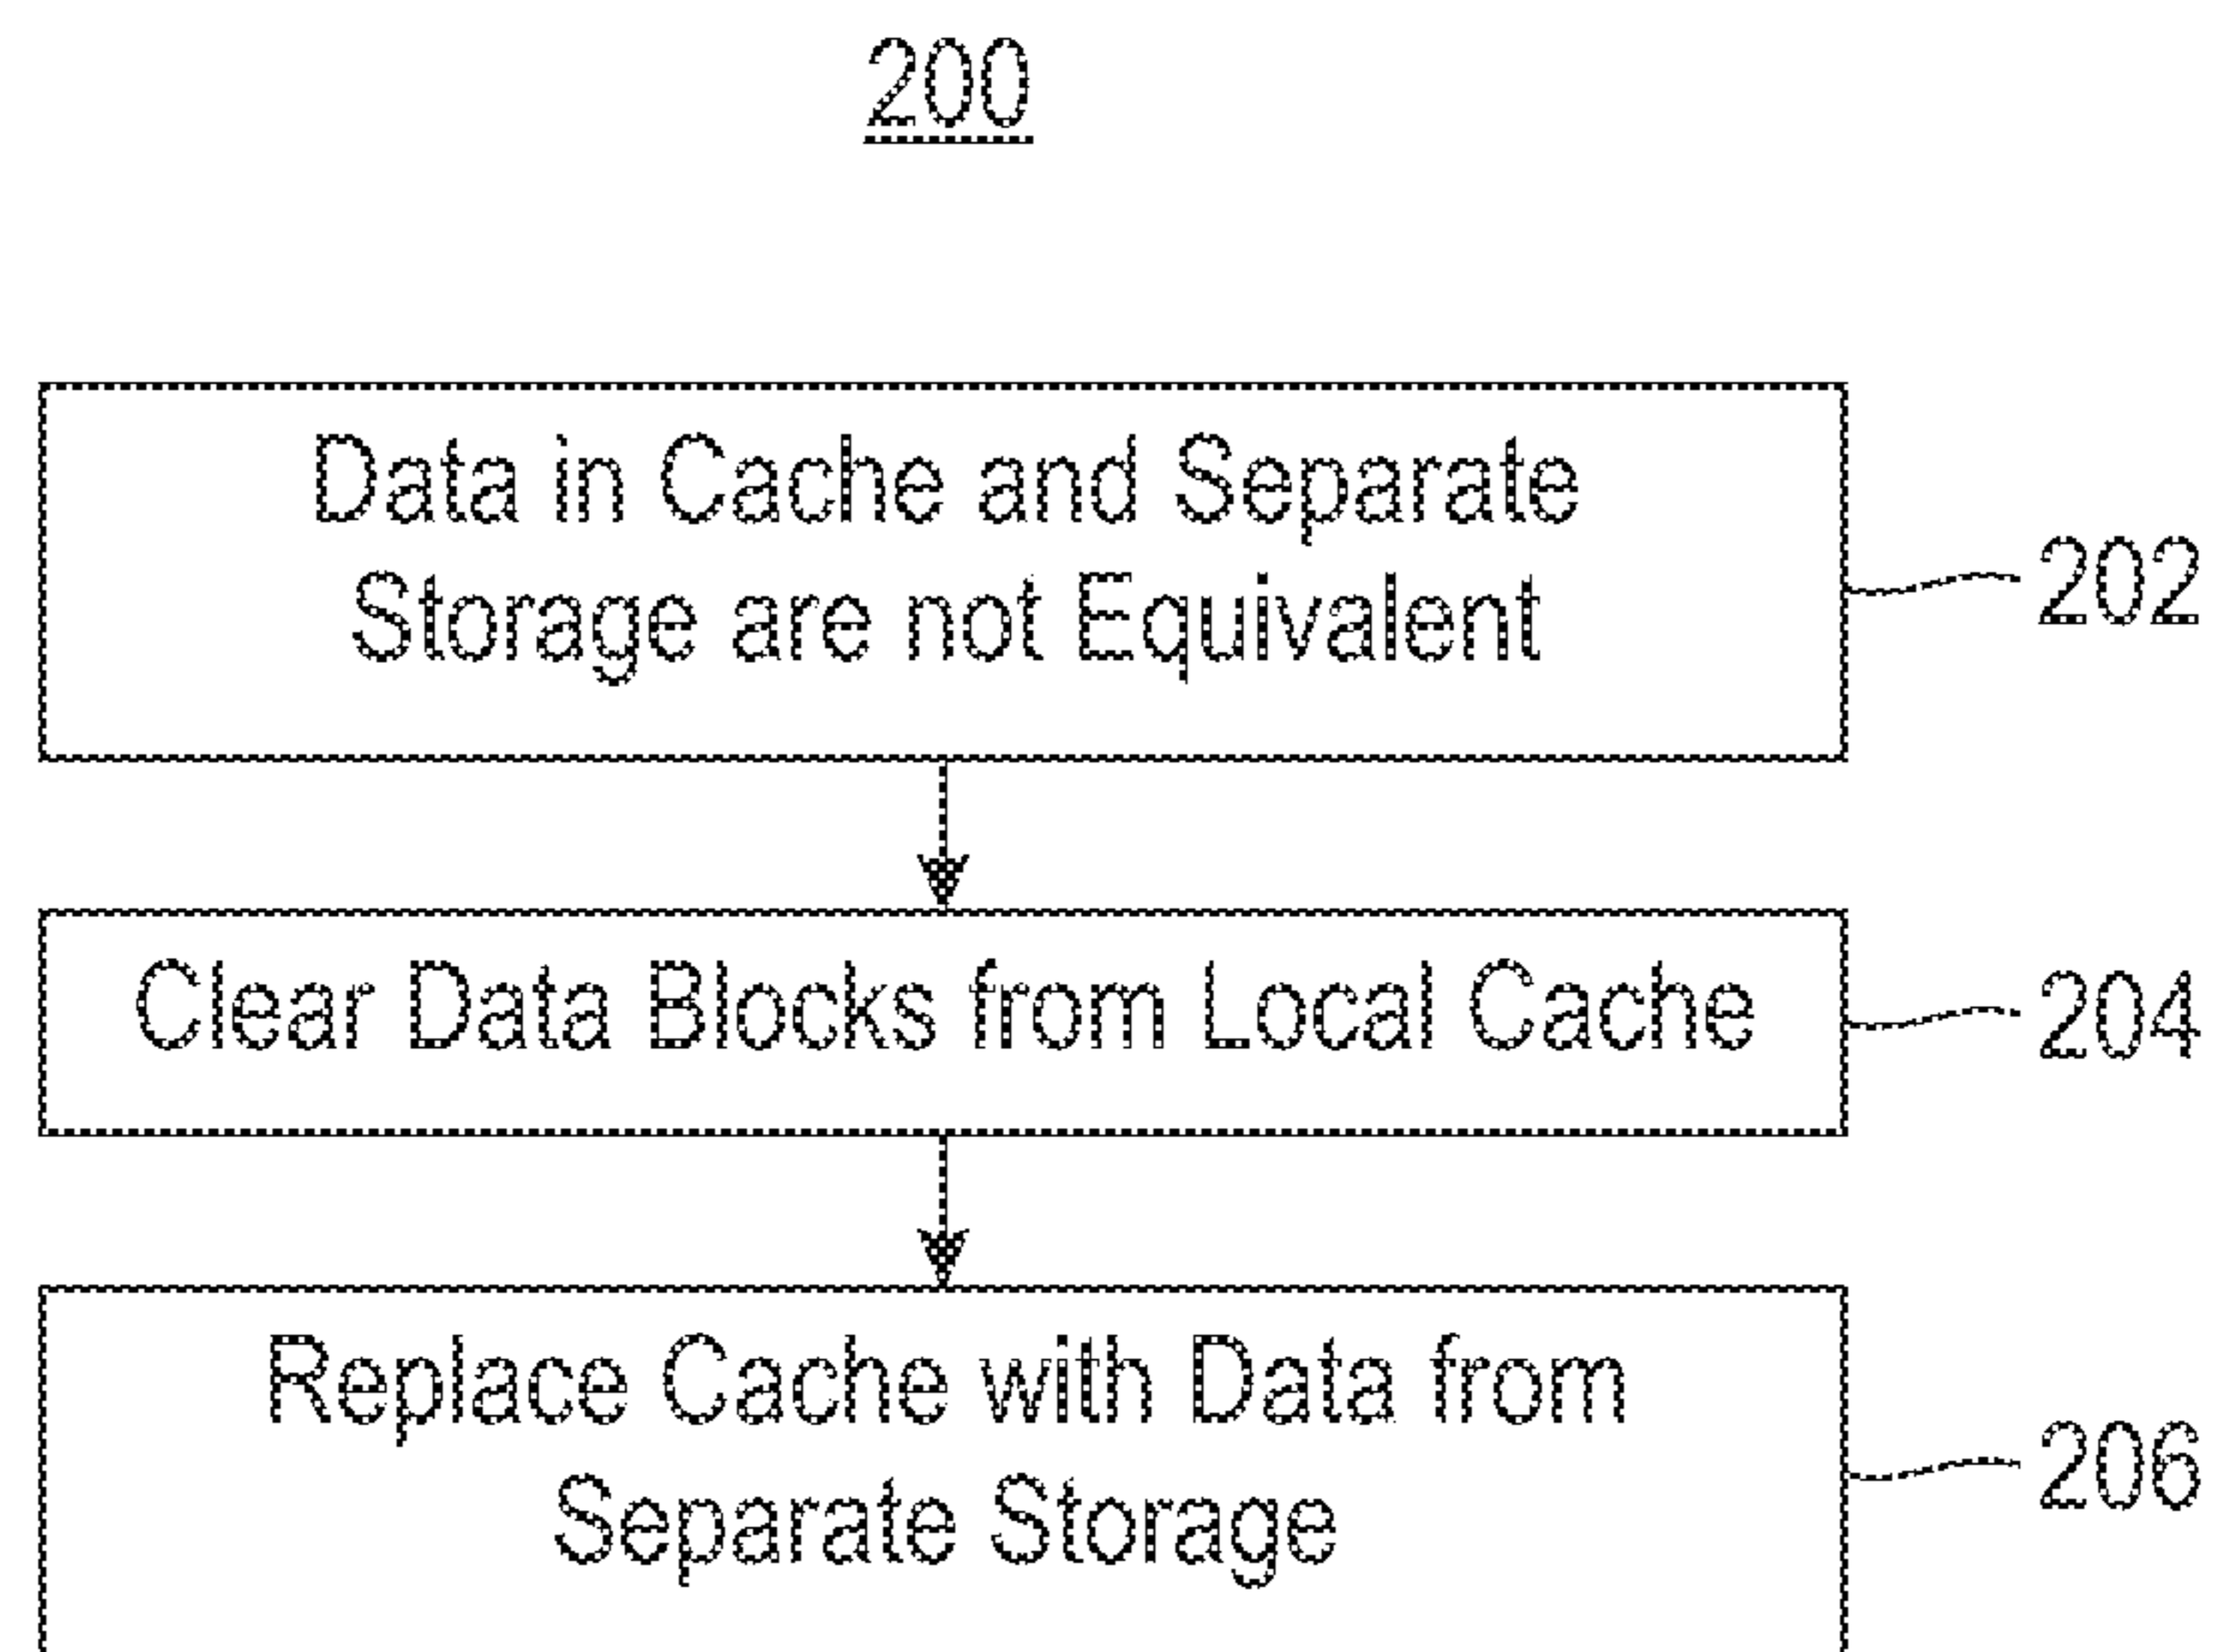 200
Data in Cache and Separate
Storage are not Equivalent
202
Clear Data Blocks from Local Cache
204
Replace Cache with Data from
Separate Storage
206